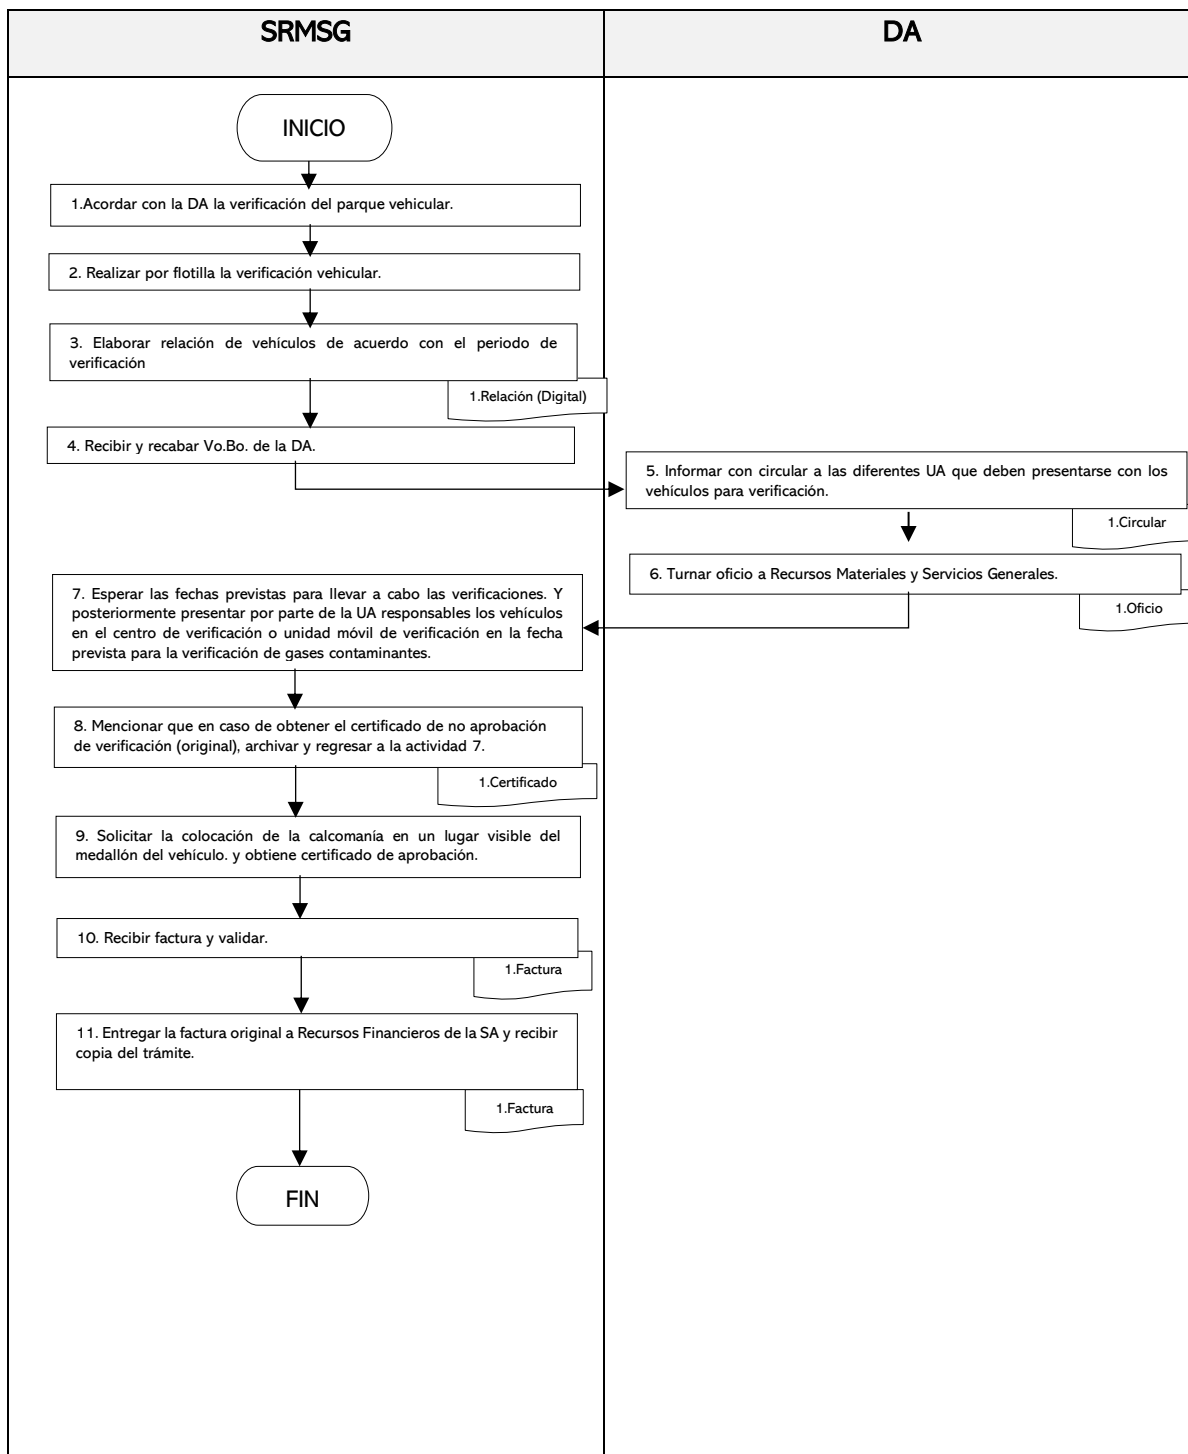 SRMSG
DA
INICIO
1.Acordar con la DA la verificación del parque vehicular.
2. Realizar por flotilla la verificación vehicular.
3. Elaborar relación de vehículos de acuerdo con el periodo de
verificación
1.Relación (Digital)
4. Recibir y recabar Vo.Bo. de la DA.
5. Informar con circular a las diferentes UA que deben presentarse con los
vehículos para verificación.
1.Circular
6. Turnar oficio a Recursos Materiales y Servicios Generales.
1.Oficio
7. Esperar las fechas previstas para llevar a cabo las verificaciones. Y
posteriormente presentar por parte de la UA responsables los vehículos
en el centro de verificación o unidad móvil de verificación en la fecha
prevista para la verificación de gases contaminantes.
8. Mencionar que en caso de obtener el certificado de no aprobación
de verificación (original), archivar y regresar a la actividad 7.
1.Certificado
9. Solicitar la colocación de la calcomanía en un lugar visible del
medallón del vehículo. y obtiene certificado de aprobación.
10. Recibir factura y validar.
1.Factura
11. Entregar la factura original a Recursos Financieros de la SA y recibir
copia del trámite.
1.Factura
FIN